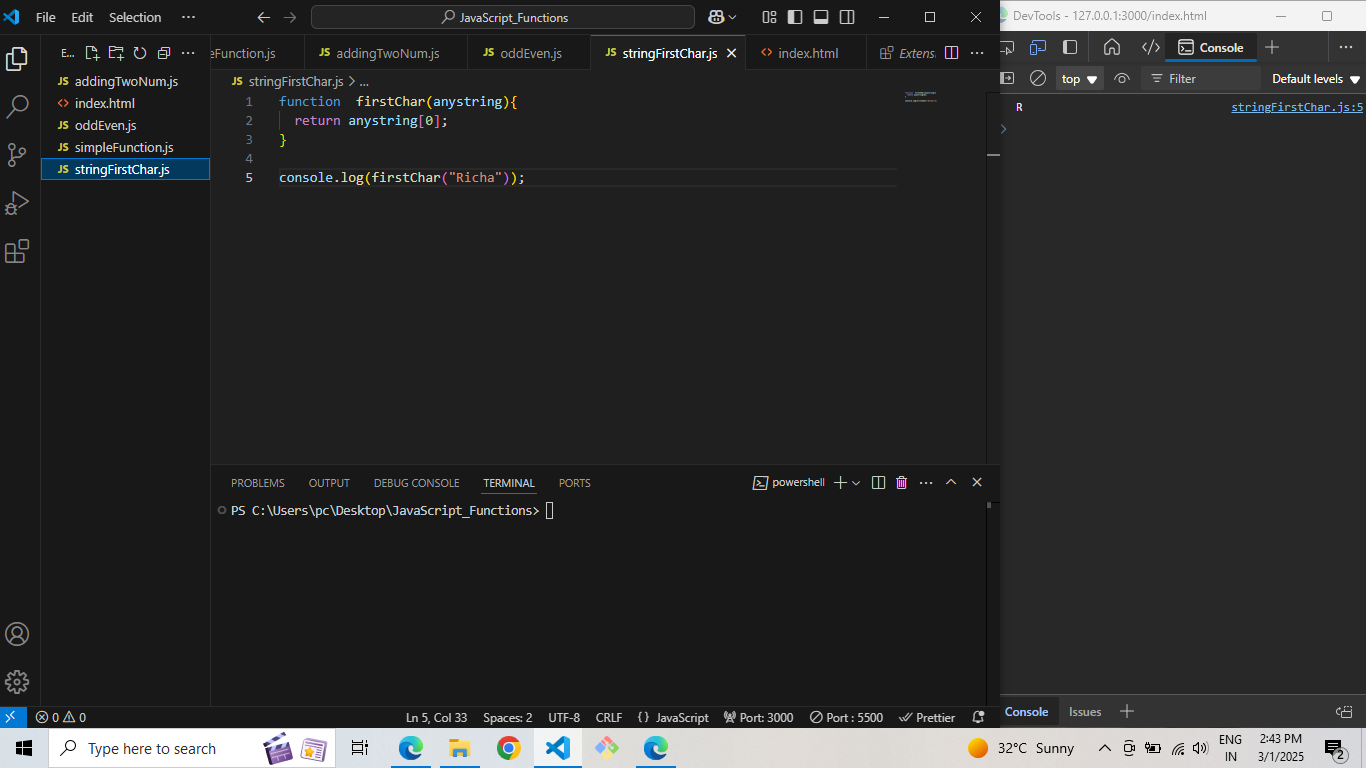 File Edit Selection ··· JavaScript_Functions
E... eFunction.js JS addingTwoNum.js JS oddEven.js JS stringFirstChar.js <> index.html Extens
JS addingTwoNum.js
<> index.html
JS oddEven.js
JS simpleFunction.js
JS stringFirstChar.js
JS stringFirstChar.js > ...
1 function  firstChar(anystring){
2   return anystring[0];
3 }
4
5 console.log(firstChar("Richa"));
PROBLEMS OUTPUT DEBUG CONSOLE TERMINAL PORTS powershell
PS C:\Users\pc\Desktop\JavaScript_Functions>
0 0 Ln 5, Col 33 Spaces: 2 UTF-8 CRLF {} JavaScript Port: 3000 Port : 5500 Prettier
DevTools - 127.0.0.1:3000/index.html
Console
top Filter Default levels
R stringFirstChar.js:5
Console Issues
Type here to search 32°C Sunny ENG IN 2:43 PM 3/1/2025 2